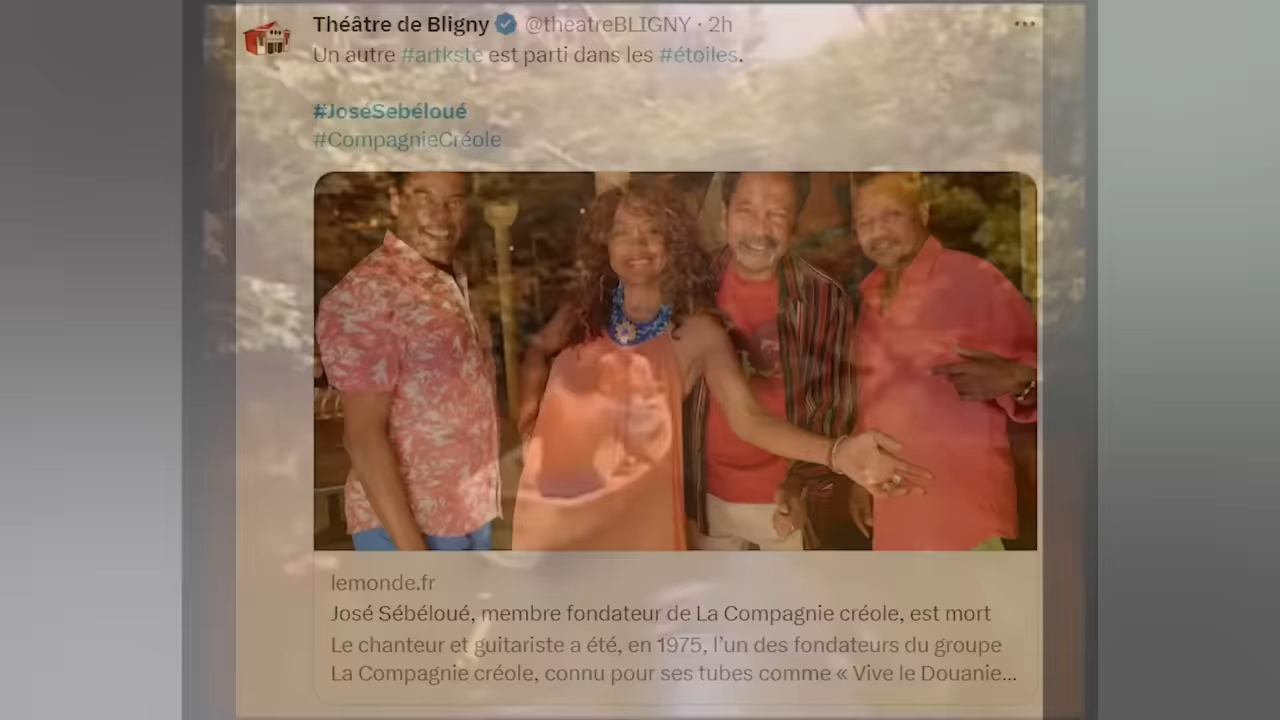 Théâtre de Bligny @theatreBLIGNY · 2h
Un autre #artkste est parti dans les #étoiles.
#JoséSebéloué
#CompagnieCréole
lemonde.fr
José Sébéloué, membre fondateur de La Compagnie créole, est mort
Le chanteur et guitariste a été, en 1975, l’un des fondateurs du groupe
La Compagnie créole, connu pour ses tubes comme « Vive le Douanie...